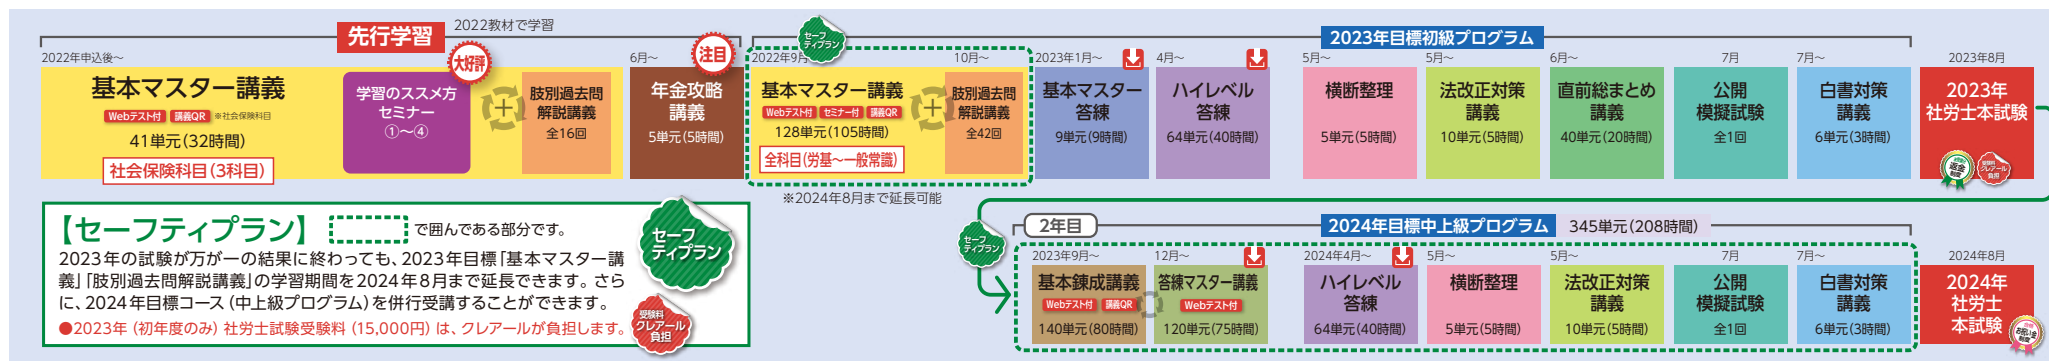 先行学習
2022教材で学習
2022年申込後～
基本マスター講義
Webテスト付 講義QR ※社会保険科目
41単元(32時間)
社会保険科目(3科目)
学習のススメ方
セミナー
①～④
大好評
+
肢別過去問
解説講義
全16回
6月～
注目
年金攻略
講義
5単元(5時間)
セーフ
ティプラン
2022年9月
基本マスター講義
Webテスト付 セミナー付 講義QR
128単元(105時間)
全科目(労基～一般常識)
+
10月～
肢別過去問
解説講義
全42回
※2024年8月まで延長可能
2023年目標初級プログラム
2023年1月～
基本マスター
答練
9単元(9時間)
4月～
ハイレベル
答練
64単元(40時間)
5月～
横断整理
5単元(5時間)
5月～
法改正対策
講義
10単元(5時間)
6月～
直前総まとめ
講義
40単元(20時間)
7月
公開
模擬試験
全1回
7月～
白書対策
講義
6単元(3時間)
2023年8月
2023年
社労士本試験
返金
制度
受験料
クレアール
負担
【セーフティプラン】 で囲んである部分です。
2023年の試験が万が一の結果に終わっても、2023年目標「基本マスター講
義」「肢別過去問解説講義」の学習期間を2024年8月まで延長できます。さら
に、2024年目標コース(中上級プログラム)を併行受講することができます。
●2023年(初年度のみ)社労士試験受験料(15,000円)は、クレアールが負担します。
セーフ
ティプラン
受験料
クレアール
負担
セーフ
ティプラン
2年目
2024年目標中上級プログラム 345単元(208時間)
2023年9月～
基本錬成講義
Webテスト付 講義QR
140単元(80時間)
12月～
答練マスター講義
Webテスト付
120単元(75時間)
2024年4月～
ハイレベル
答練
64単元(40時間)
5月～
横断整理
5単元(5時間)
5月～
法改正対策
講義
10単元(5時間)
7月
公開
模擬試験
全1回
7月～
白書対策
講義
6単元(3時間)
2024年8月
2024年
社労士
本試験
お祝い金
制度